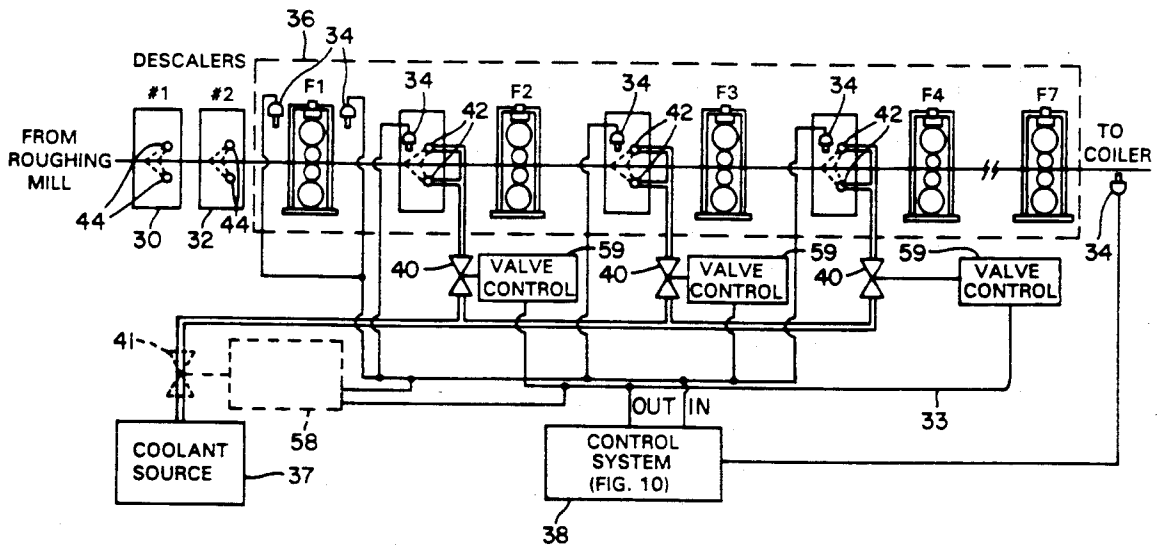 36
34
DESCALERS
#1
#2
F1
34
42
F2
34
42
F3
34
42
F4
F7
FROM
ROUGHING
MILL
TO
COILER
44
30
32
44
34
40
59
VALVE
CONTROL
40
59
VALVE
CONTROL
40
59
VALVE
CONTROL
41
58
OUT
IN
33
COOLANT
SOURCE
37
CONTROL
SYSTEM
(FIG. 10)
38